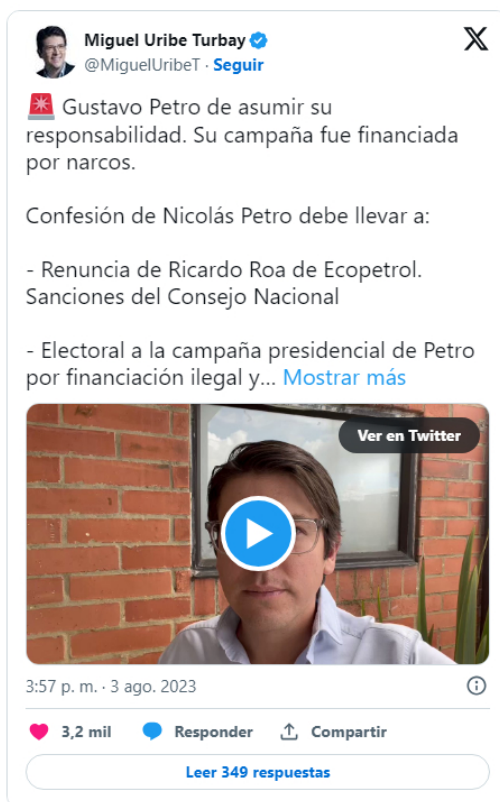 Miguel Uribe Turbay
@MiguelUribeT · Seguir
🚨 Gustavo Petro de asumir su
responsabilidad. Su campaña fue financiada
por narcos.
Confesión de Nicolás Petro debe llevar a:
- Renuncia de Ricardo Roa de Ecopetrol.
Sanciones del Consejo Nacional
- Electoral a la campaña presidencial de Petro
por financiación ilegal y... Mostrar más
Ver en Twitter
3:57 p. m. · 3 ago. 2023
3,2 mil Responder Compartir
Leer 349 respuestas